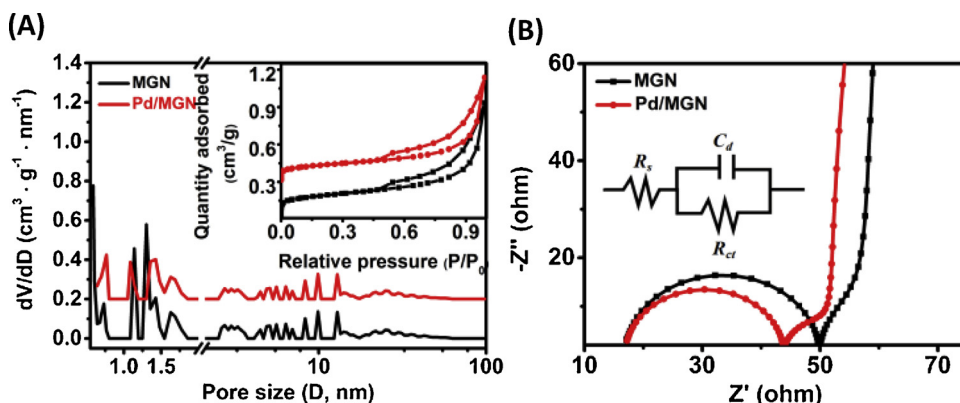 (A)
dV/dD (cm³ · g⁻¹ · nm⁻¹)
1.4
1.2
1.0
0.8
0.6
0.4
0.2
0.0
MGN
Pd/MGN
Quantity adsorbed
(cm³/g)
1.2
0.9
0.6
0.3
0.0 0.3 0.6 0.9
Relative pressure (P/P₀
1.0 1.5 10 100
Pore size (D, nm)
(B)
-Z" (ohm)
60
40
20
MGN
Pd/MGN
Rs
Cd
Rct
10 30 50 70
Z' (ohm)